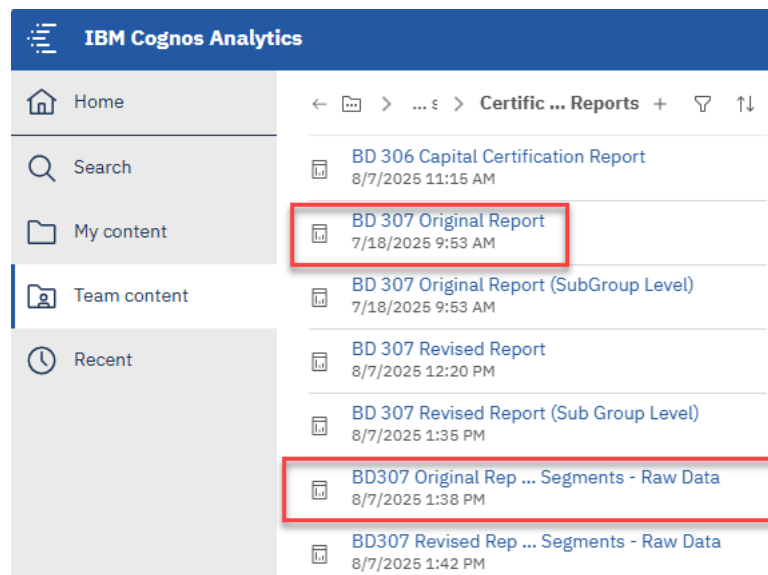 IBM Cognos Analytics
Home
Search
My content
Team content
Recent
... s > Certific ... Reports +
BD 306 Capital Certification Report
8/7/2025 11:15 AM
BD 307 Original Report
7/18/2025 9:53 AM
BD 307 Original Report (SubGroup Level)
7/18/2025 9:53 AM
BD 307 Revised Report
8/7/2025 12:20 PM
BD 307 Revised Report (Sub Group Level)
8/7/2025 1:35 PM
BD307 Original Rep ... Segments - Raw Data
8/7/2025 1:38 PM
BD307 Revised Rep ... Segments - Raw Data
8/7/2025 1:42 PM